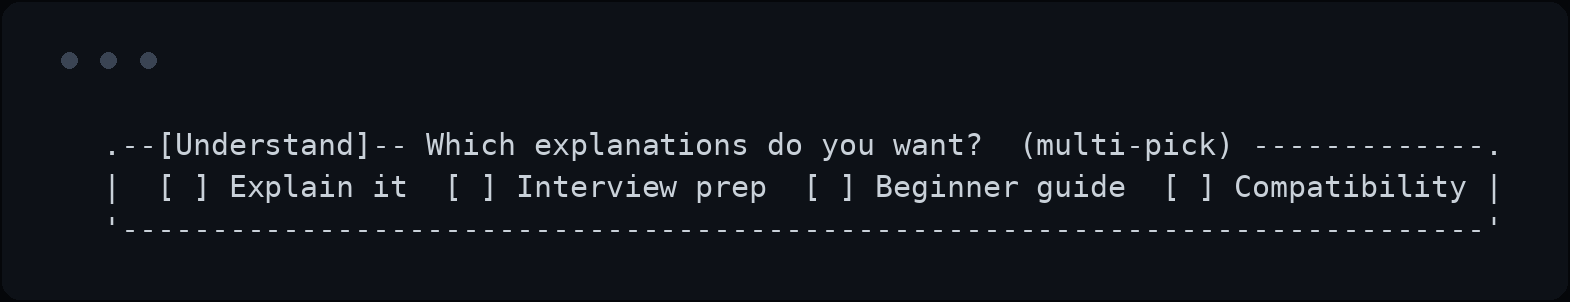 .--[Understand]-- Which explanations do you want?  (multi-pick) -------------.
|  [ ] Explain it  [ ] Interview prep  [ ] Beginner guide  [ ] Compatibility |
'----------------------------------------------------------------------------'